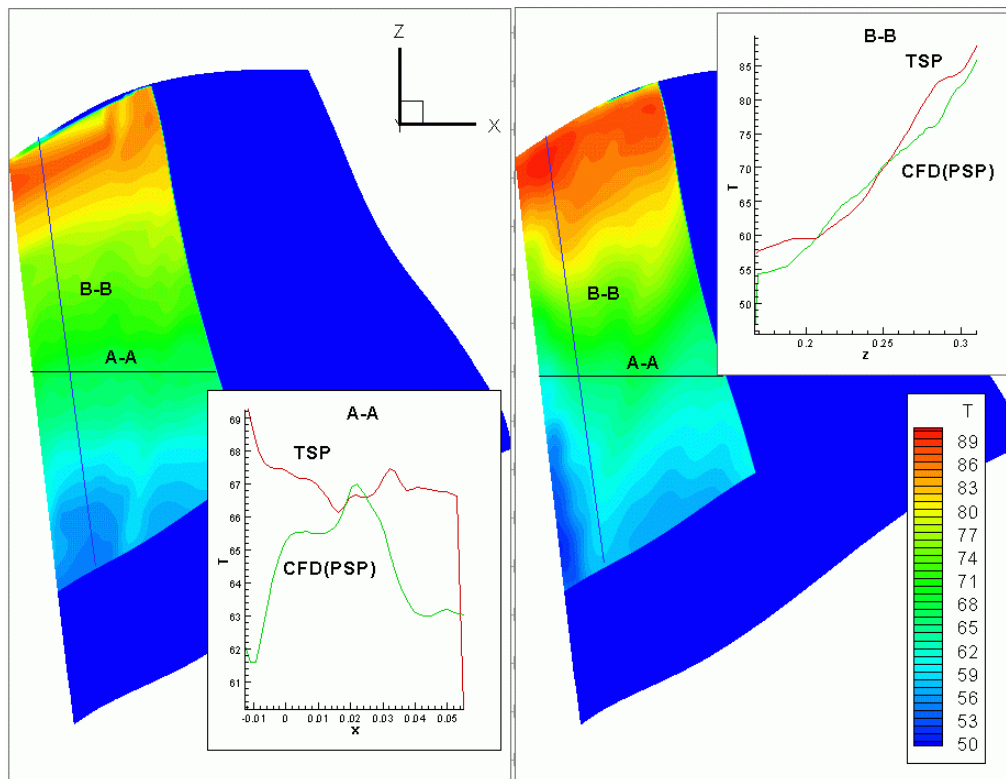 Z
X
Y
B-B
A-A
A-A
TSP
CFD(PSP)
T
69
68
67
66
65
64
63
62
61
-0.01
0
0.01
0.02
0.03
0.04
0.05
X
B-B
A-A
B-B
TSP
CFD(PSP)
T
85
80
75
70
65
60
55
50
0.2
0.25
0.3
Z
T
89
86
83
80
77
74
71
68
65
62
59
56
53
50